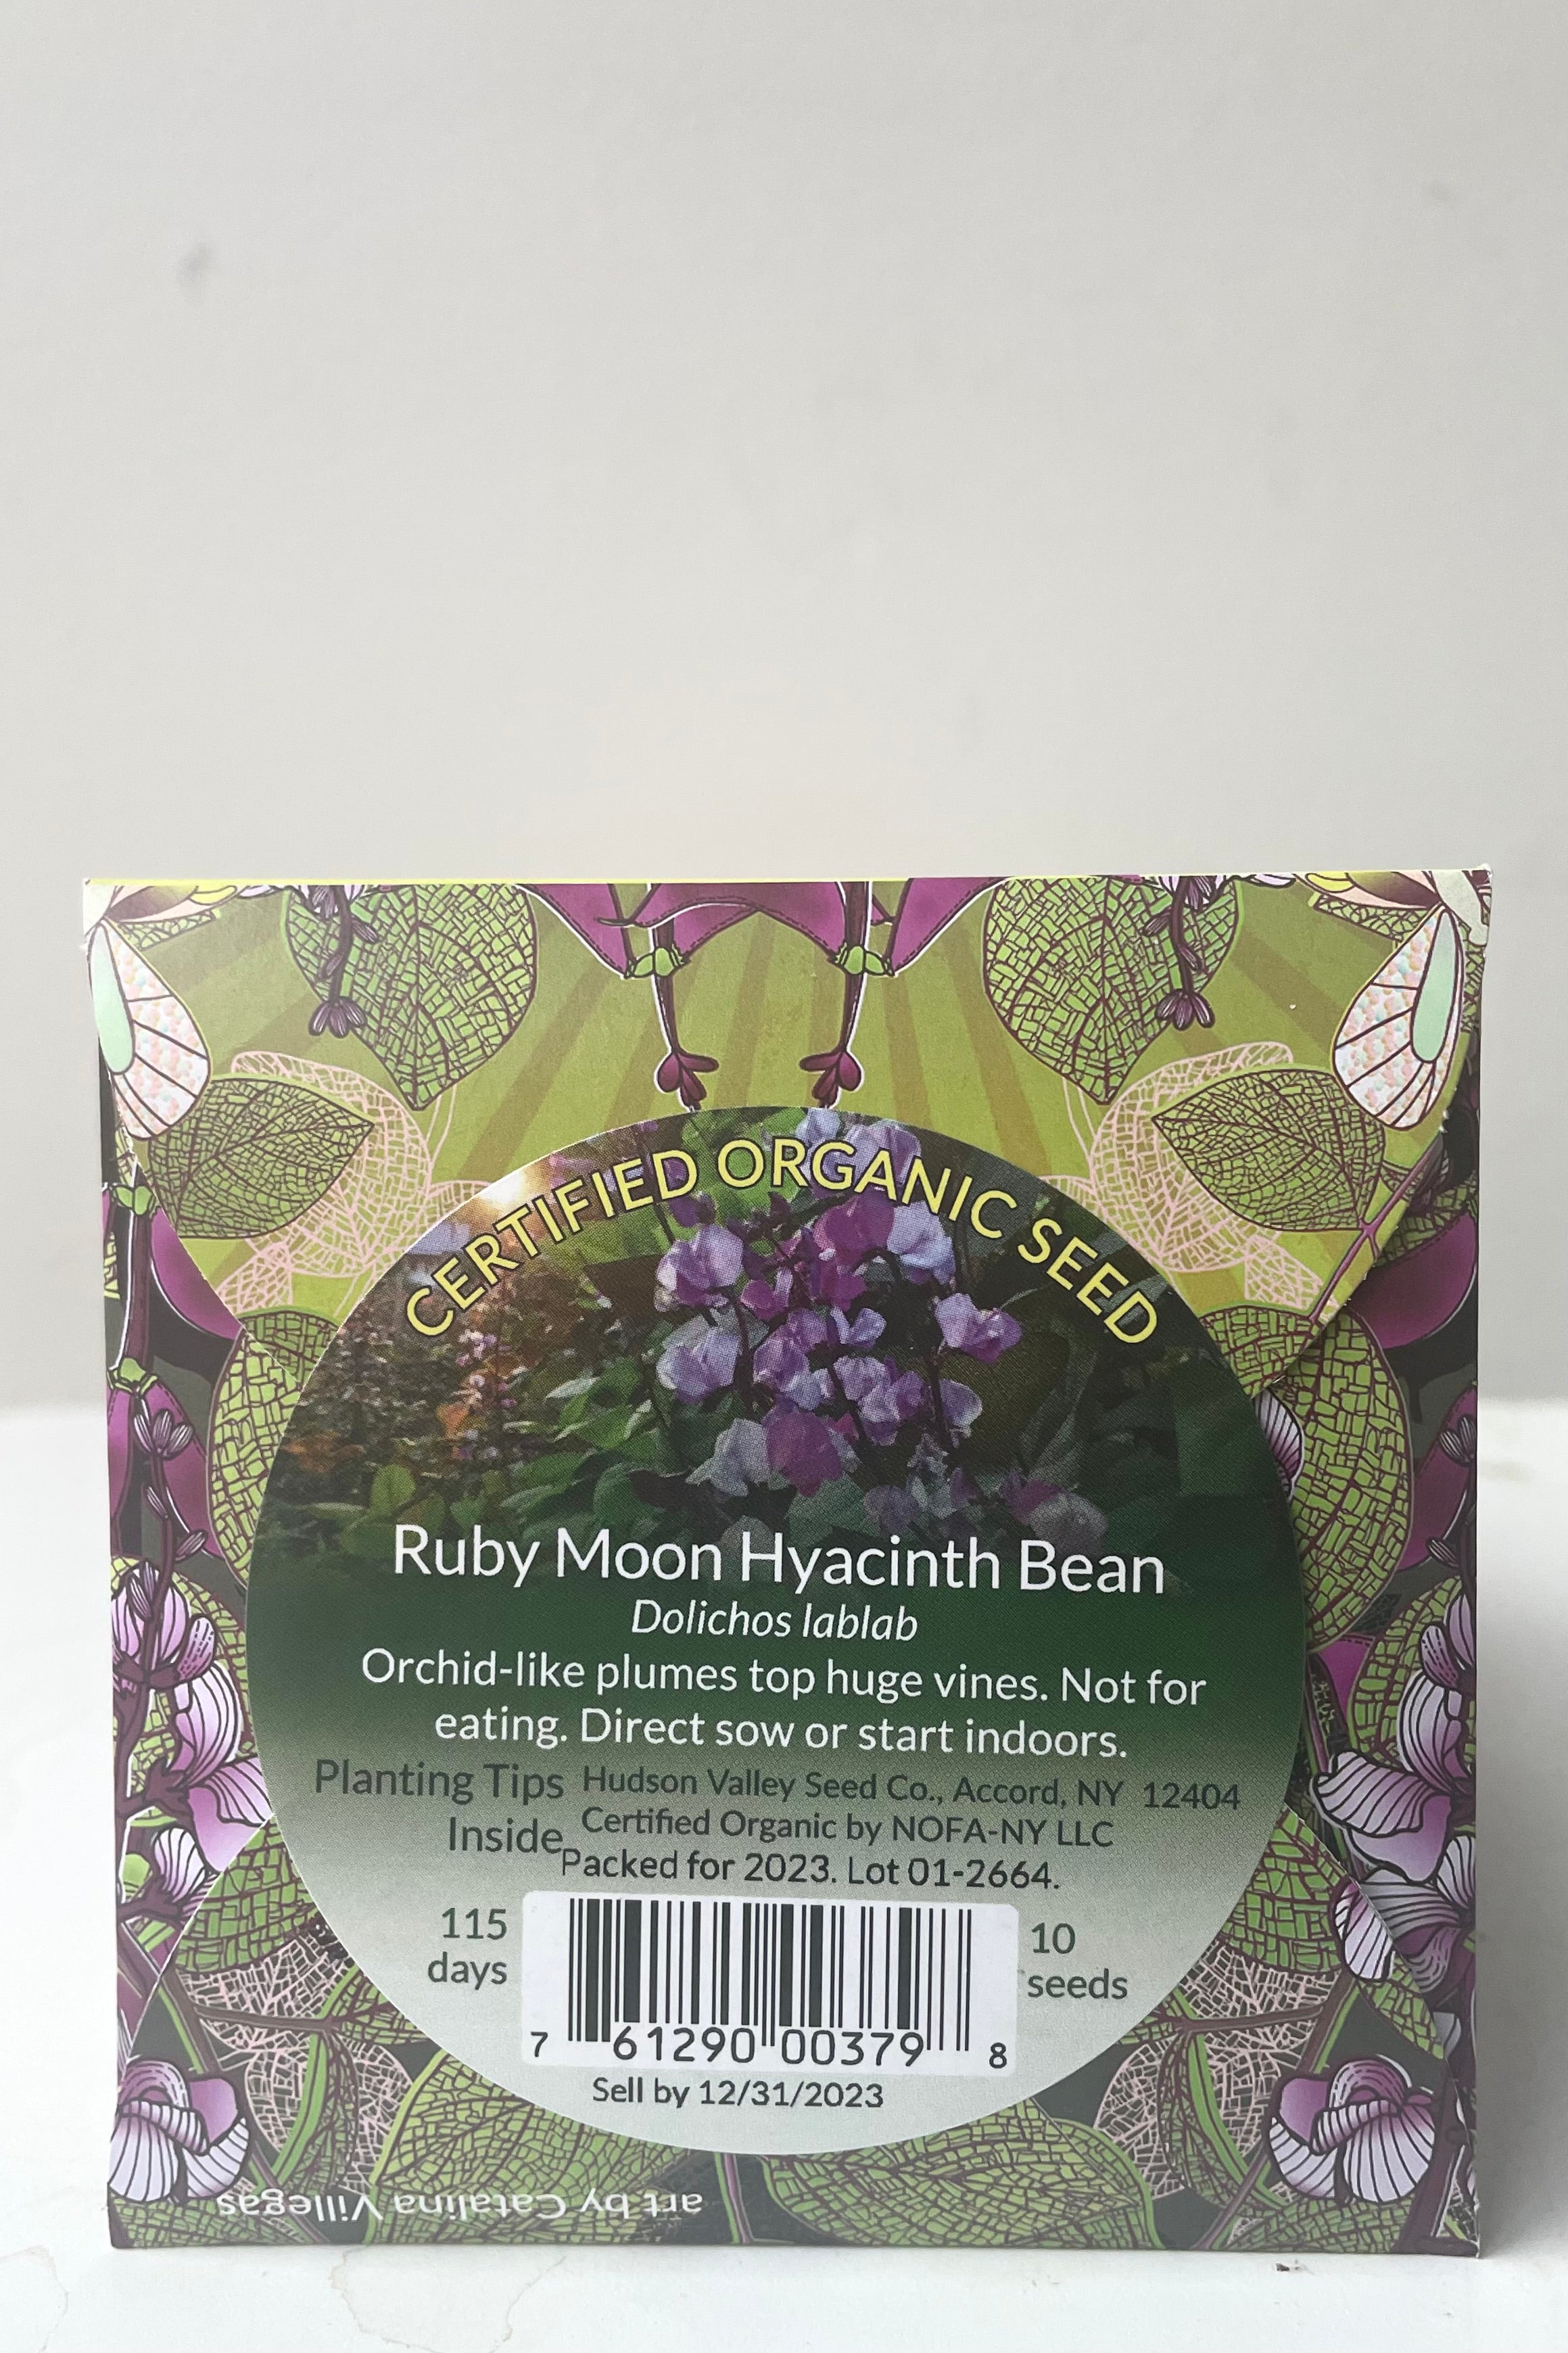 CERTIFIED ORGANIC SEED
Ruby Moon Hyacinth Bean
Dolichos lablab
Orchid-like plumes top huge vines. Not for
eating. Direct sow or start indoors.
Planting Tips
Inside
Hudson Valley Seed Co., Accord, NY 12404
Certified Organic by NOFA-NY LLC
Packed for 2023. Lot 01-2664.
115
days
10
seeds
7 61290 00379 8
Sell by 12/31/2023
art by Catalina Villegas